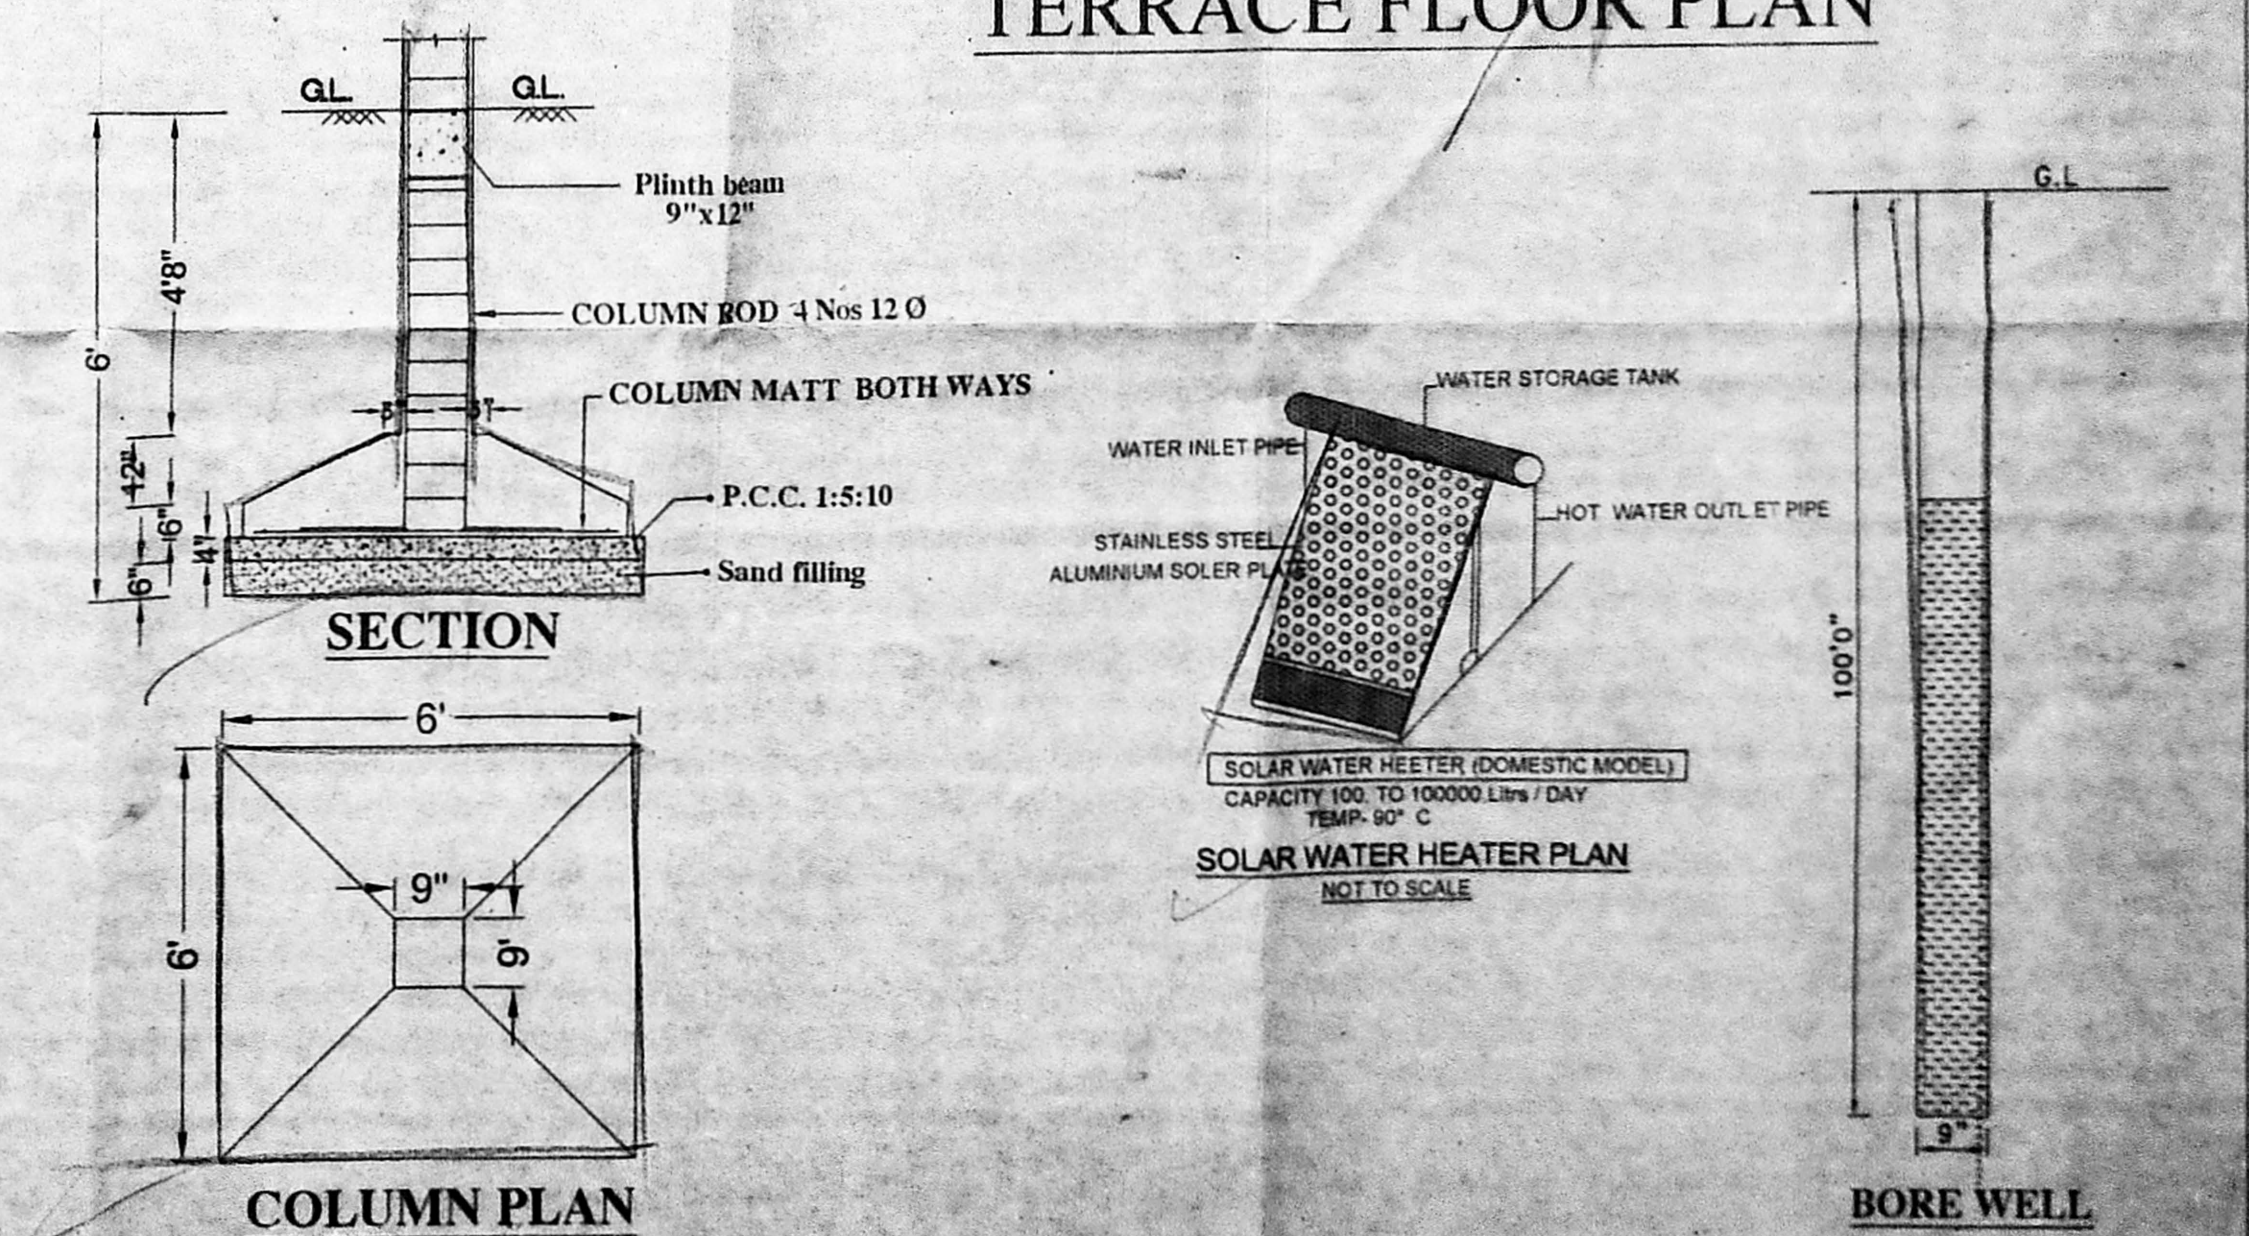 TERRACE FLOOR PLAN
G.L.
G.L.
Plinth beam
9"x12"
4'8"
6'
COLUMN ROD 4 Nos 12 Ø
COLUMN MATT BOTH WAYS
P.C.C. 1:5:10
6"
4"
6"
Sand filling
SECTION
6'
6'
9"
9'
COLUMN PLAN
WATER STORAGE TANK
WATER INLET PIPE
HOT WATER OUTLET PIPE
STAINLESS STEEL
ALUMINIUM SOLER PLATE
SOLAR WATER HEETER (DOMESTIC MODEL)
CAPACITY 100. TO 100000 Litrs / DAY
TEMP- 90° C
SOLAR WATER HEATER PLAN
NOT TO SCALE
G.L
100'0"
9"
BORE WELL